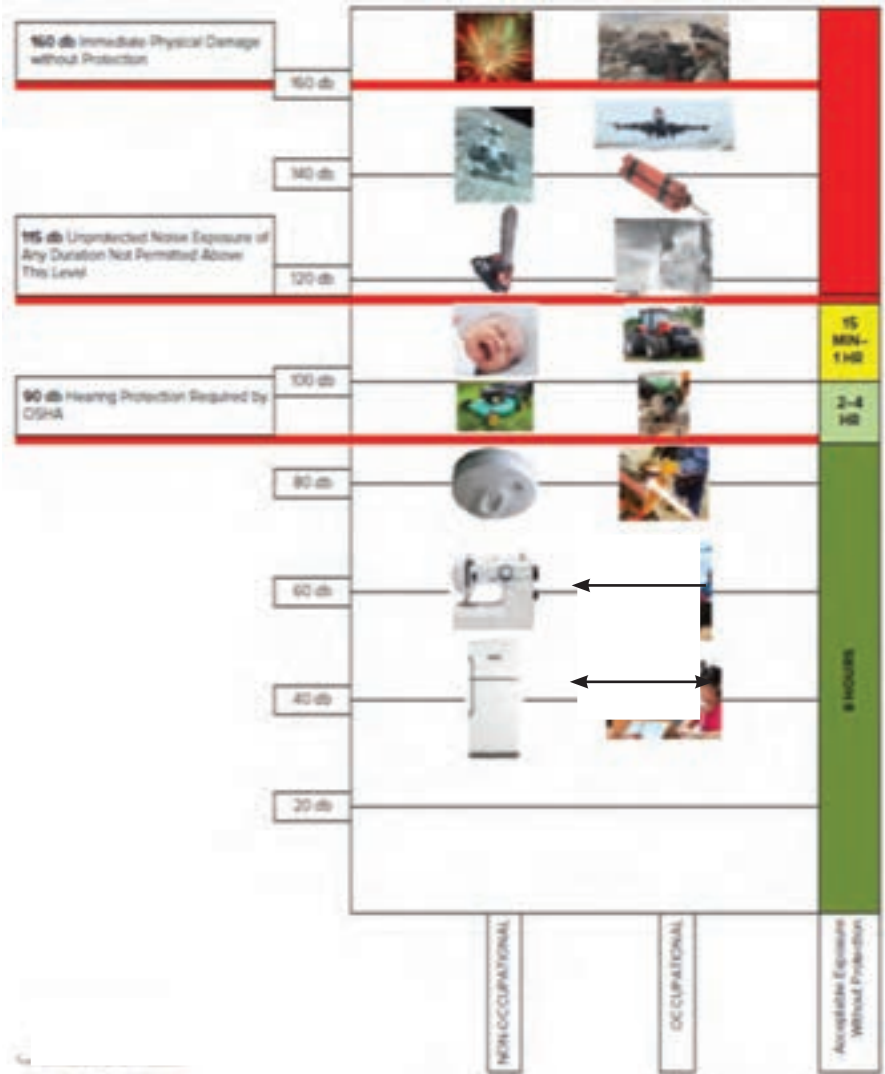 160 db Immediate Physical Damage
without Protection
160 db
140 db
115 db Unprotected Noise Exposure of
Any Duration Not Permitted Above
This Level
120 db
15
MIN–
1 HR
100 db
90 db Hearing Protection Required by
OSHA
2–4
HR
80 db
60 db
40 db
8 HOURS
20 db
NON-OCCUPATIONAL
OCCUPATIONAL
Acceptable Exposure
Without Protection